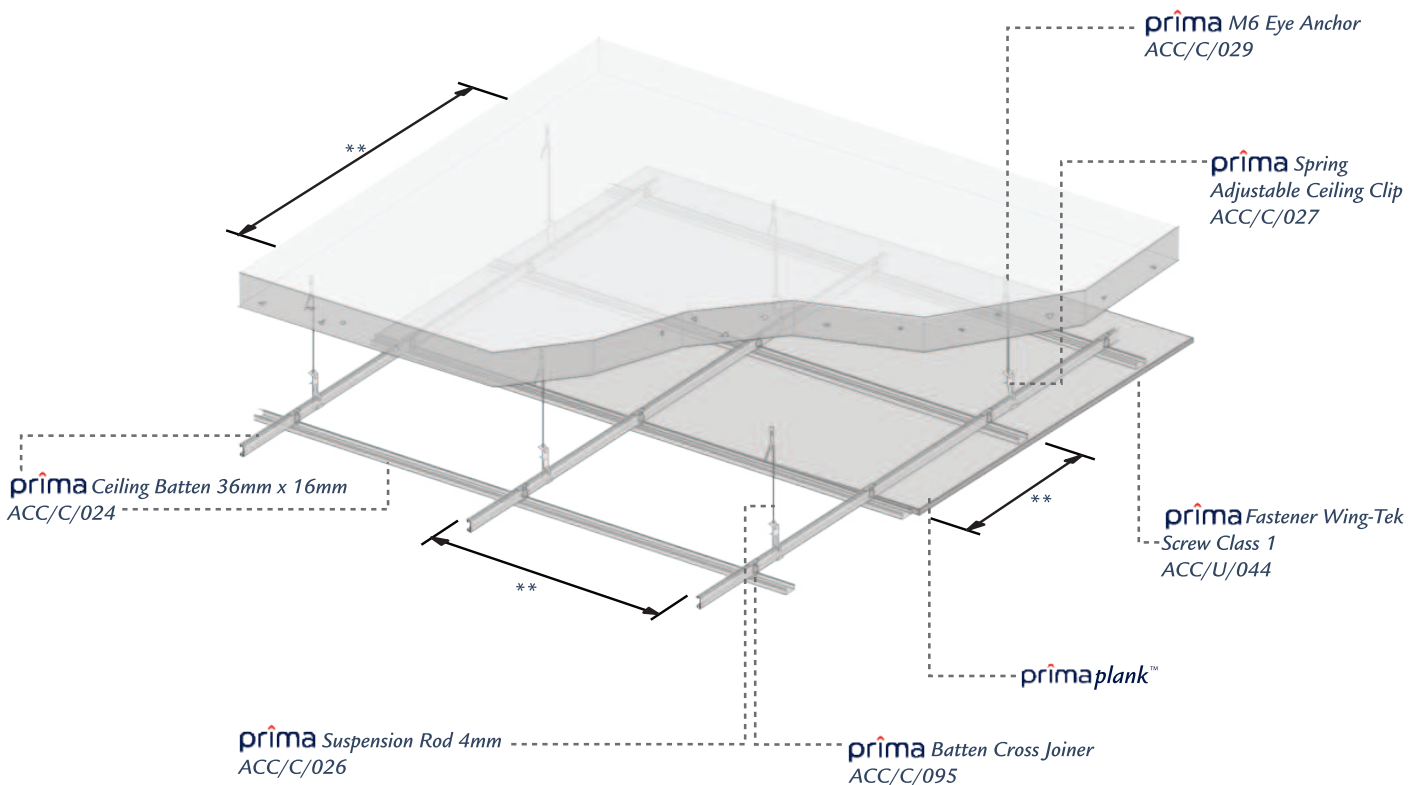 prima M6 Eye Anchor
ACC/C/029
**
prima Spring
Adjustable Ceiling Clip
ACC/C/027
prima Ceiling Batten 36mm x 16mm
ACC/C/024
**
prima Fastener Wing-Tek
Screw Class 1
ACC/U/044
**
primaplank™
prima Suspension Rod 4mm
ACC/C/026
prima Batten Cross Joiner
ACC/C/095